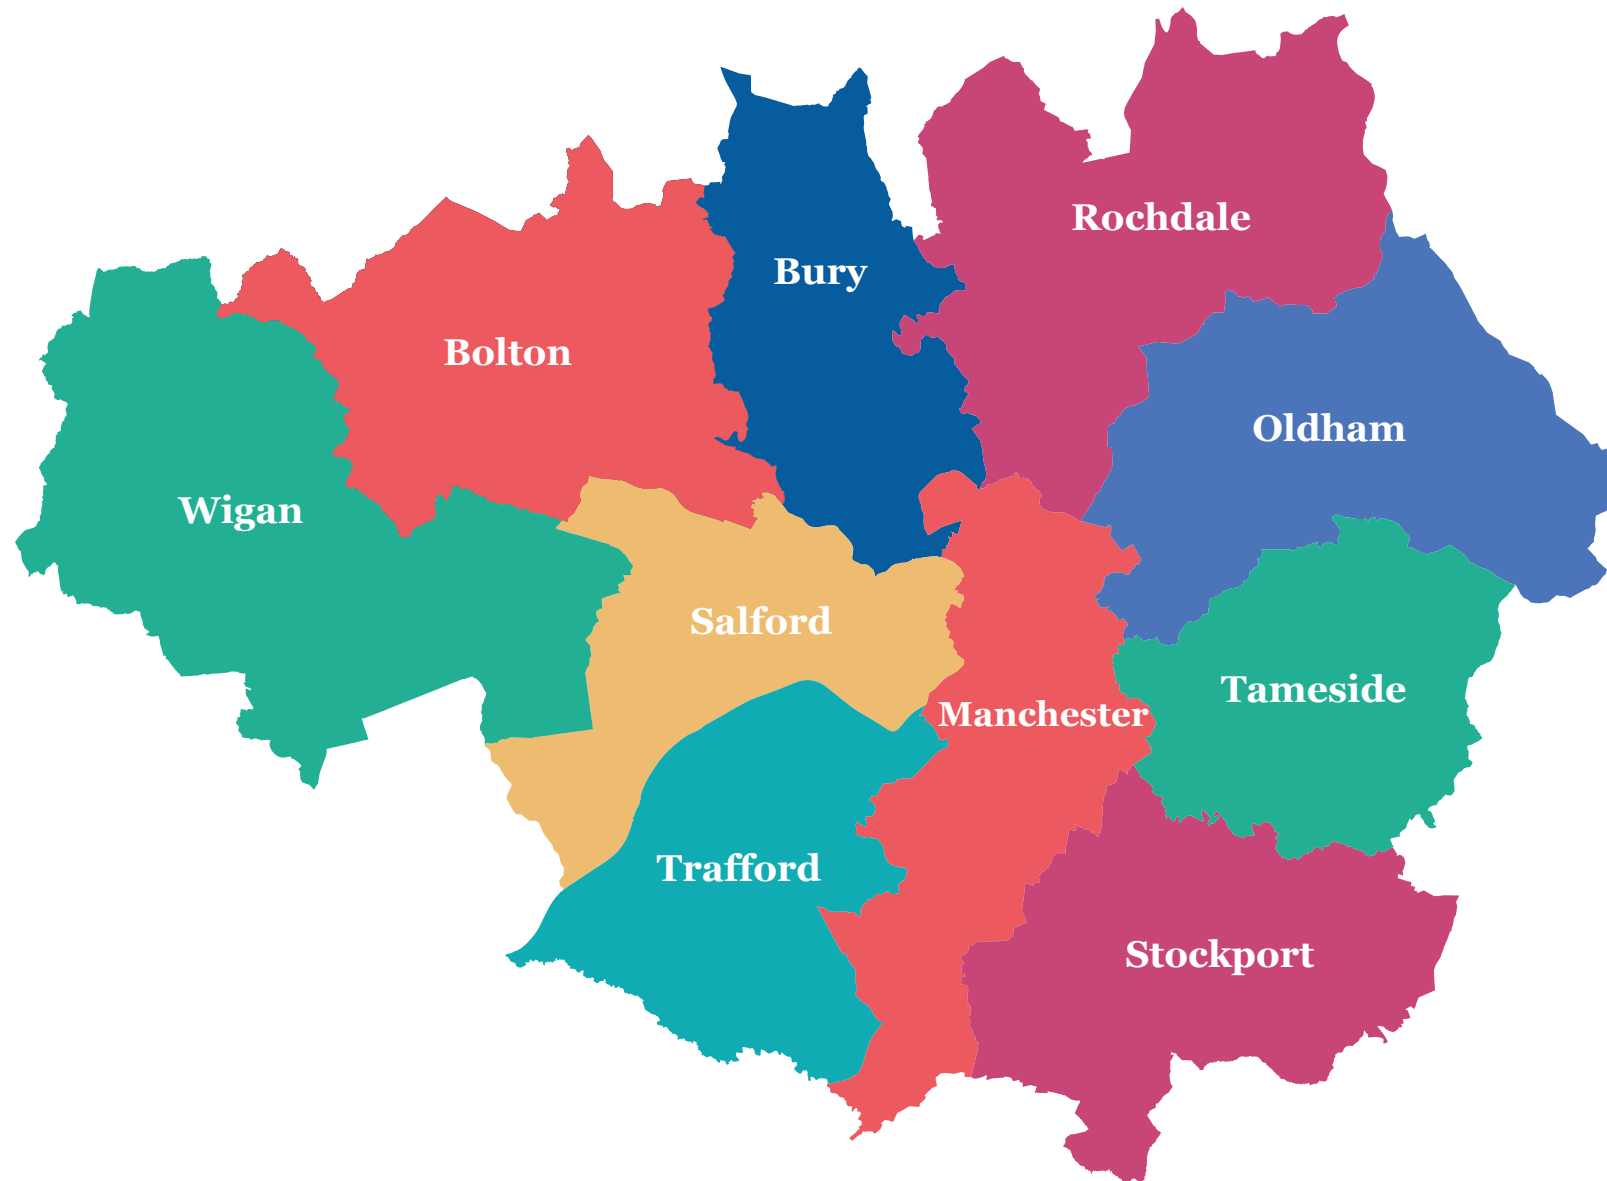 Rochdale
Bury
Bolton
Oldham
Wigan
Salford
Tameside
Manchester
Trafford
Stockport